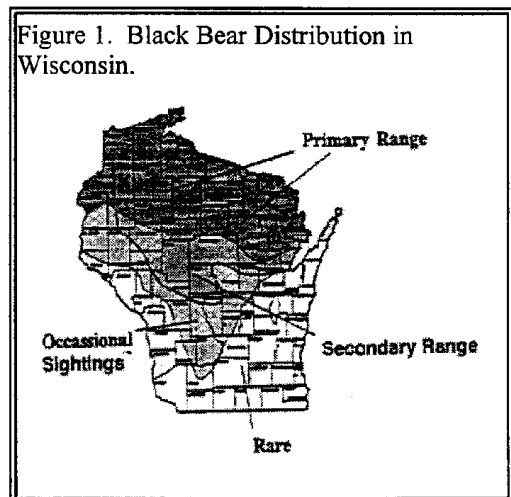 Figure 1.  Black Bear Distribution in
Wisconsin.
Primary Range
Occassional
Sightings
Secondary Range
Rare